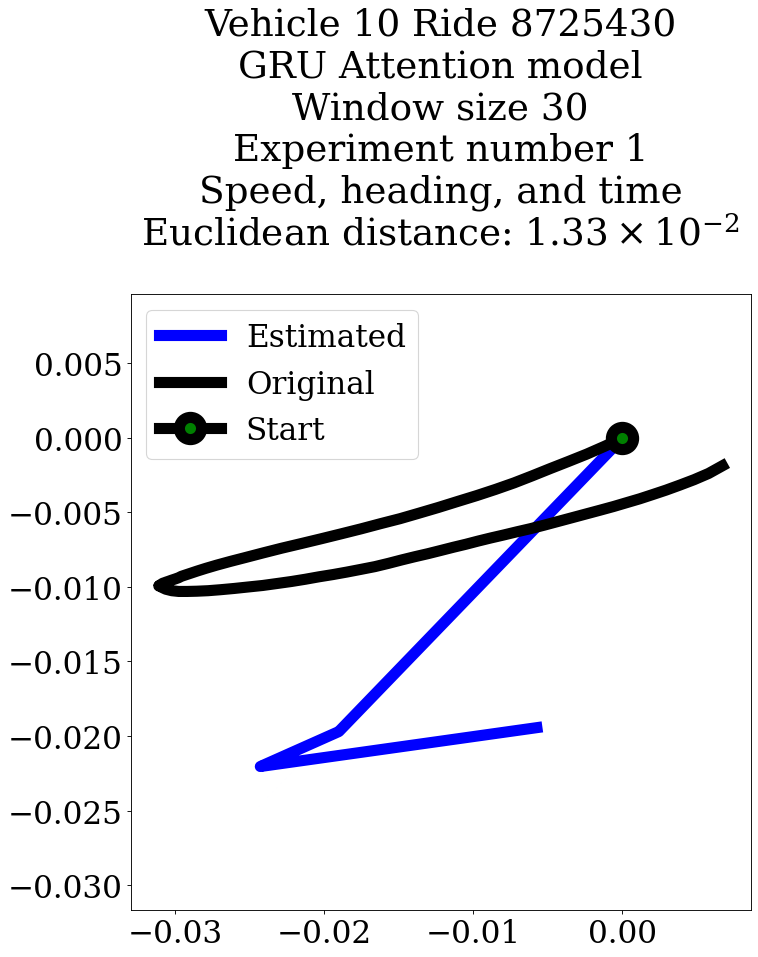 Vehicle 10 Ride 8725430
GRU Attention model
Window size 30
Experiment number 1
Speed, heading, and time
Euclidean distance: 1.33 × 10⁻²
Estimated
Original
Start
0.005
0.000
−0.005
−0.010
−0.015
−0.020
−0.025
−0.030
−0.03 −0.02 −0.01 0.00